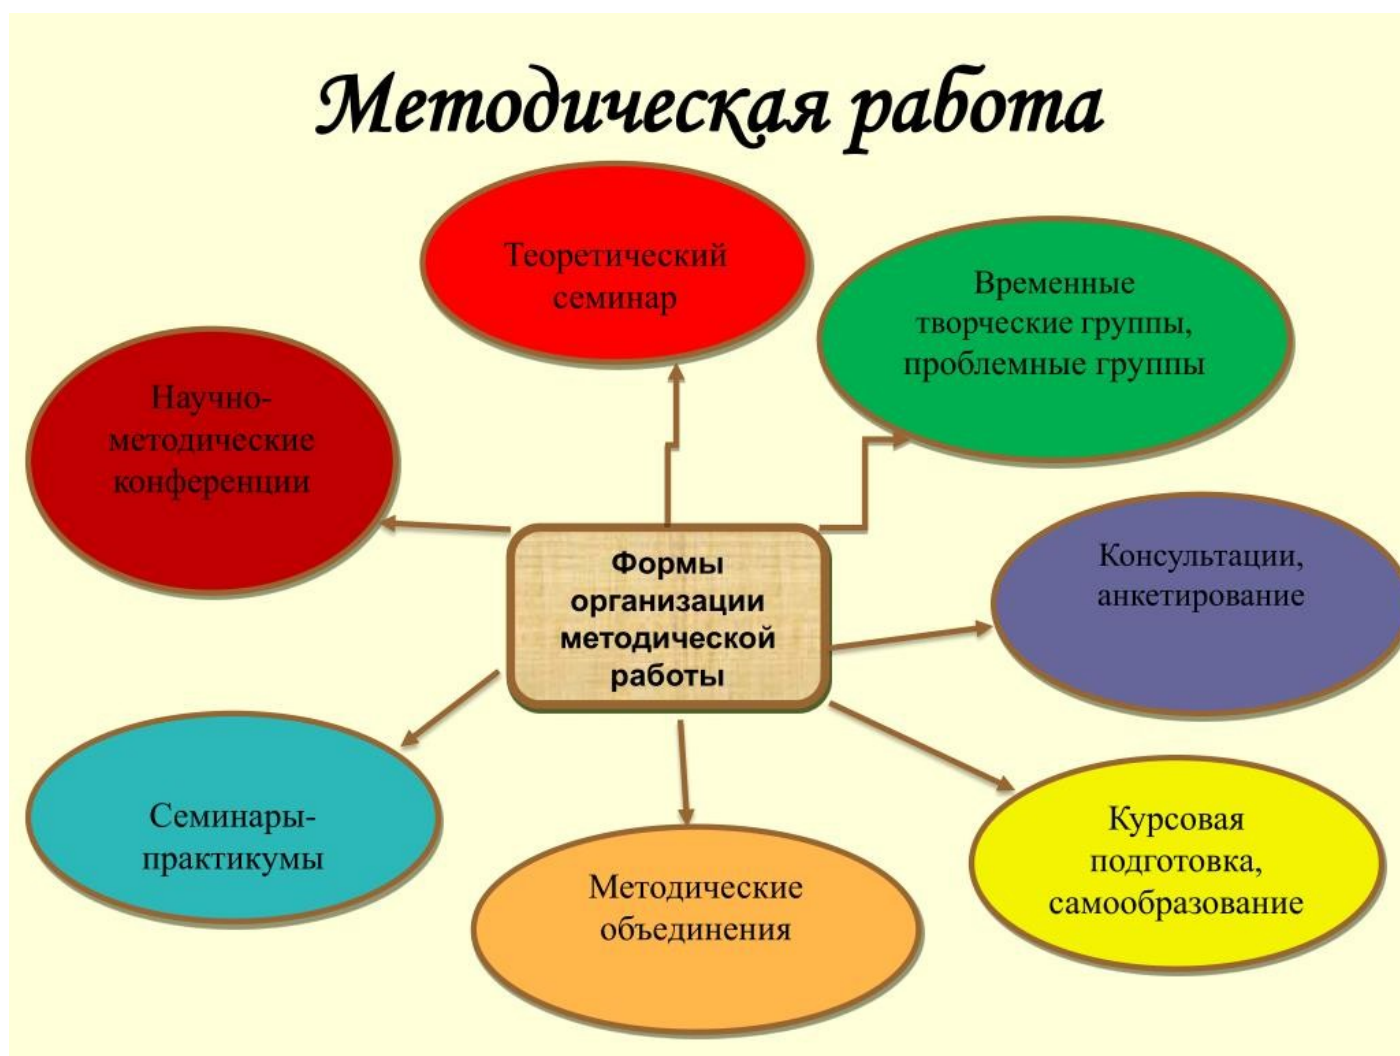 Методическая работа
Теоретический
семинар
Временные
творческие группы,
проблемные группы
Научно-
методические
конференции
Формы
организации
методической
работы
Консультации,
анкетирование
Семинары-
практикумы
Методические
объединения
Курсовая
подготовка,
самообразование